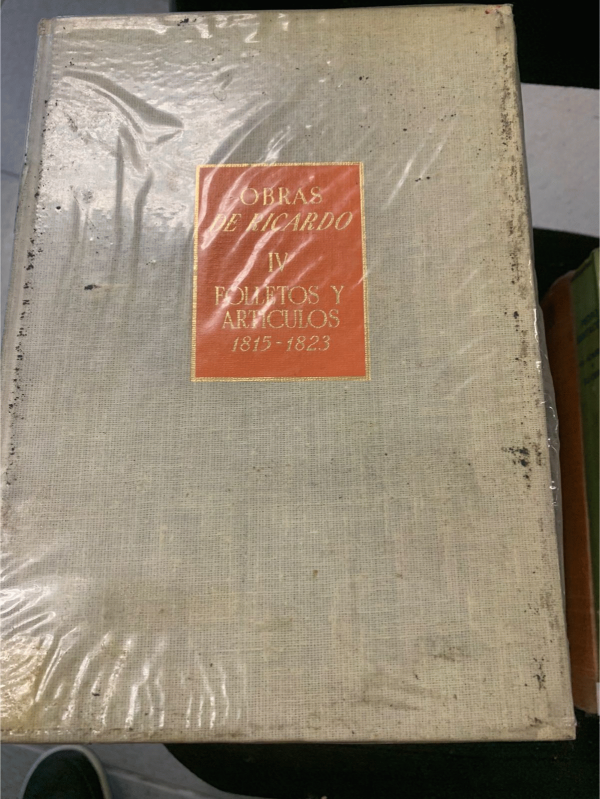 OBRAS
DE RICARDO
IV
FOLLETOS Y
ARTICULOS
1815-1823